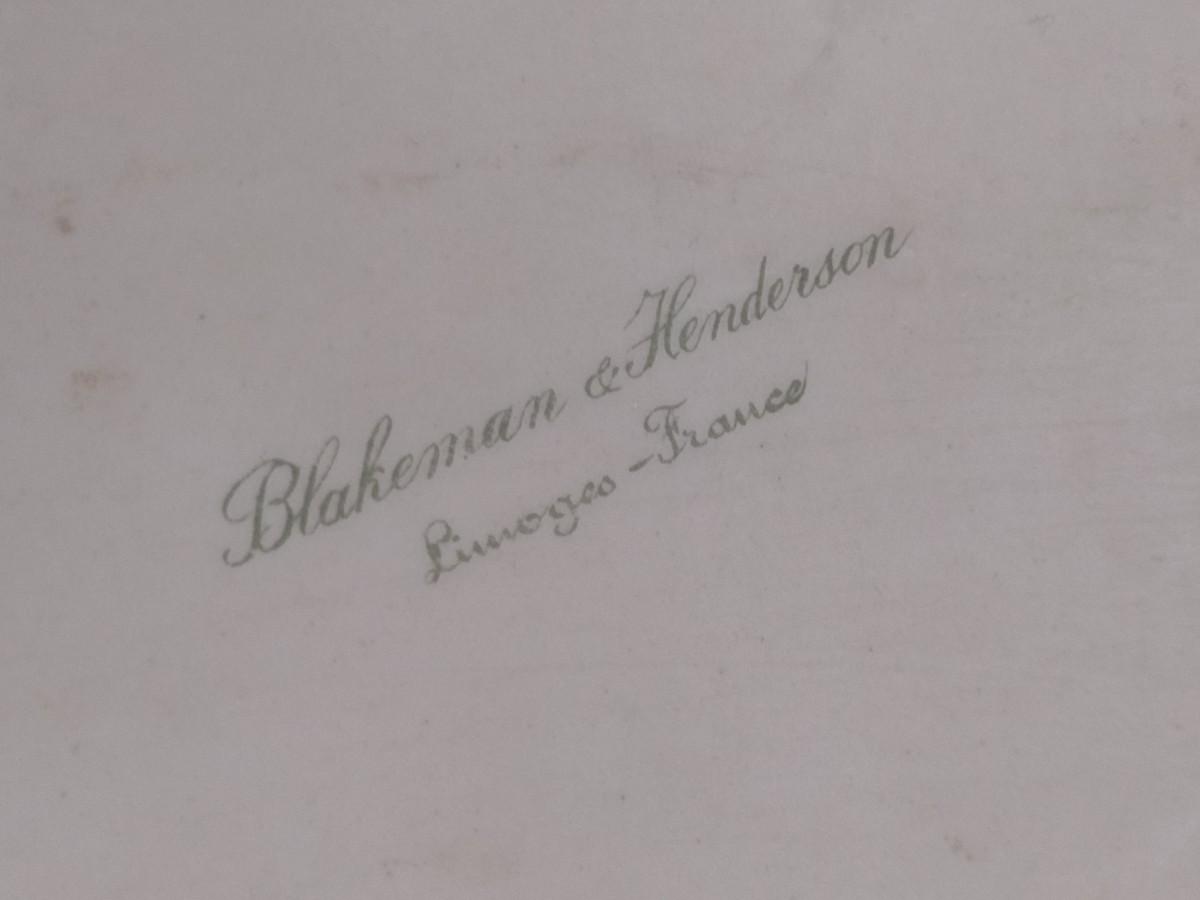 Blakeman & Henderson
Limoges - France